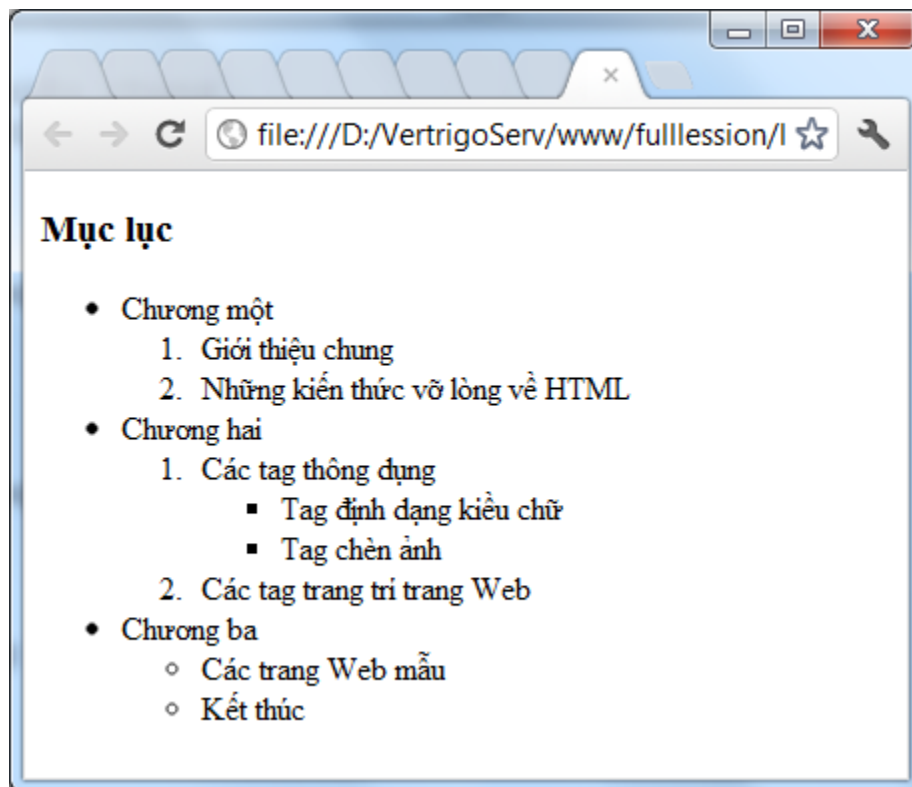 file:///D:/VertrigoServ/www/fulllession/l
Mục lục
Chương một
1. Giới thiệu chung
2. Những kiến thức vỡ lòng về HTML
Chương hai
1. Các tag thông dụng
Tag định dạng kiểu chữ
Tag chèn ảnh
2. Các tag trang trí trang Web
Chương ba
Các trang Web mẫu
Kết thúc